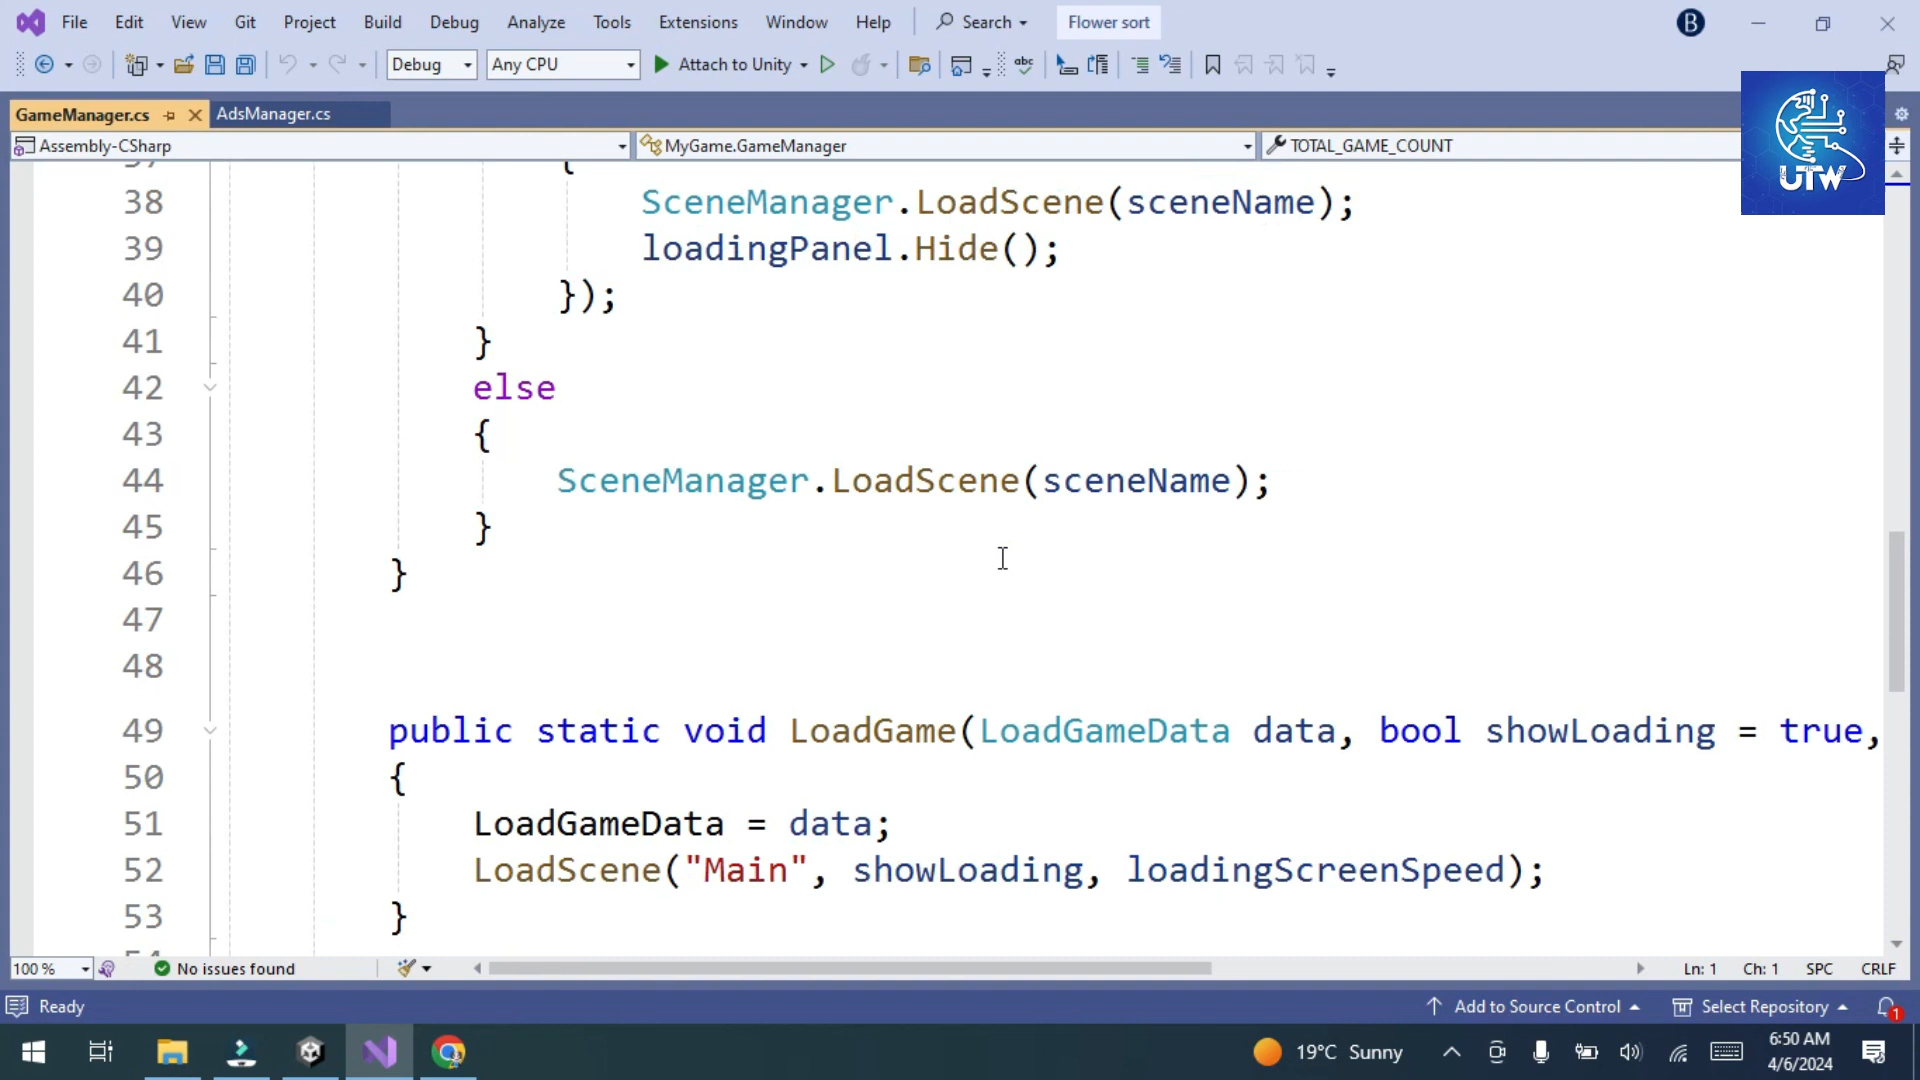 File Edit View Git Project Build Debug Analyze Tools Extensions Window Help Search Flower sort B
Debug Any CPU Attach to Unity abc
GameManager.cs AdsManager.cs
Assembly-CSharp MyGame.GameManager TOTAL_GAME_COUNT
UTW
{
38 SceneManager.LoadScene(sceneName);
39 loadingPanel.Hide();
40 });
41 }
42 else
43 {
44 SceneManager.LoadScene(sceneName);
45 }
46 }
47
48
49 public static void LoadGame(LoadGameData data, bool showLoading = true,
50 {
51 LoadGameData = data;
52 LoadScene("Main", showLoading, loadingScreenSpeed);
53 }
100 % No issues found Ln: 1 Ch: 1 SPC CRLF
Ready Add to Source Control Select Repository 1
19°C Sunny 6:50 AM
4/6/2024